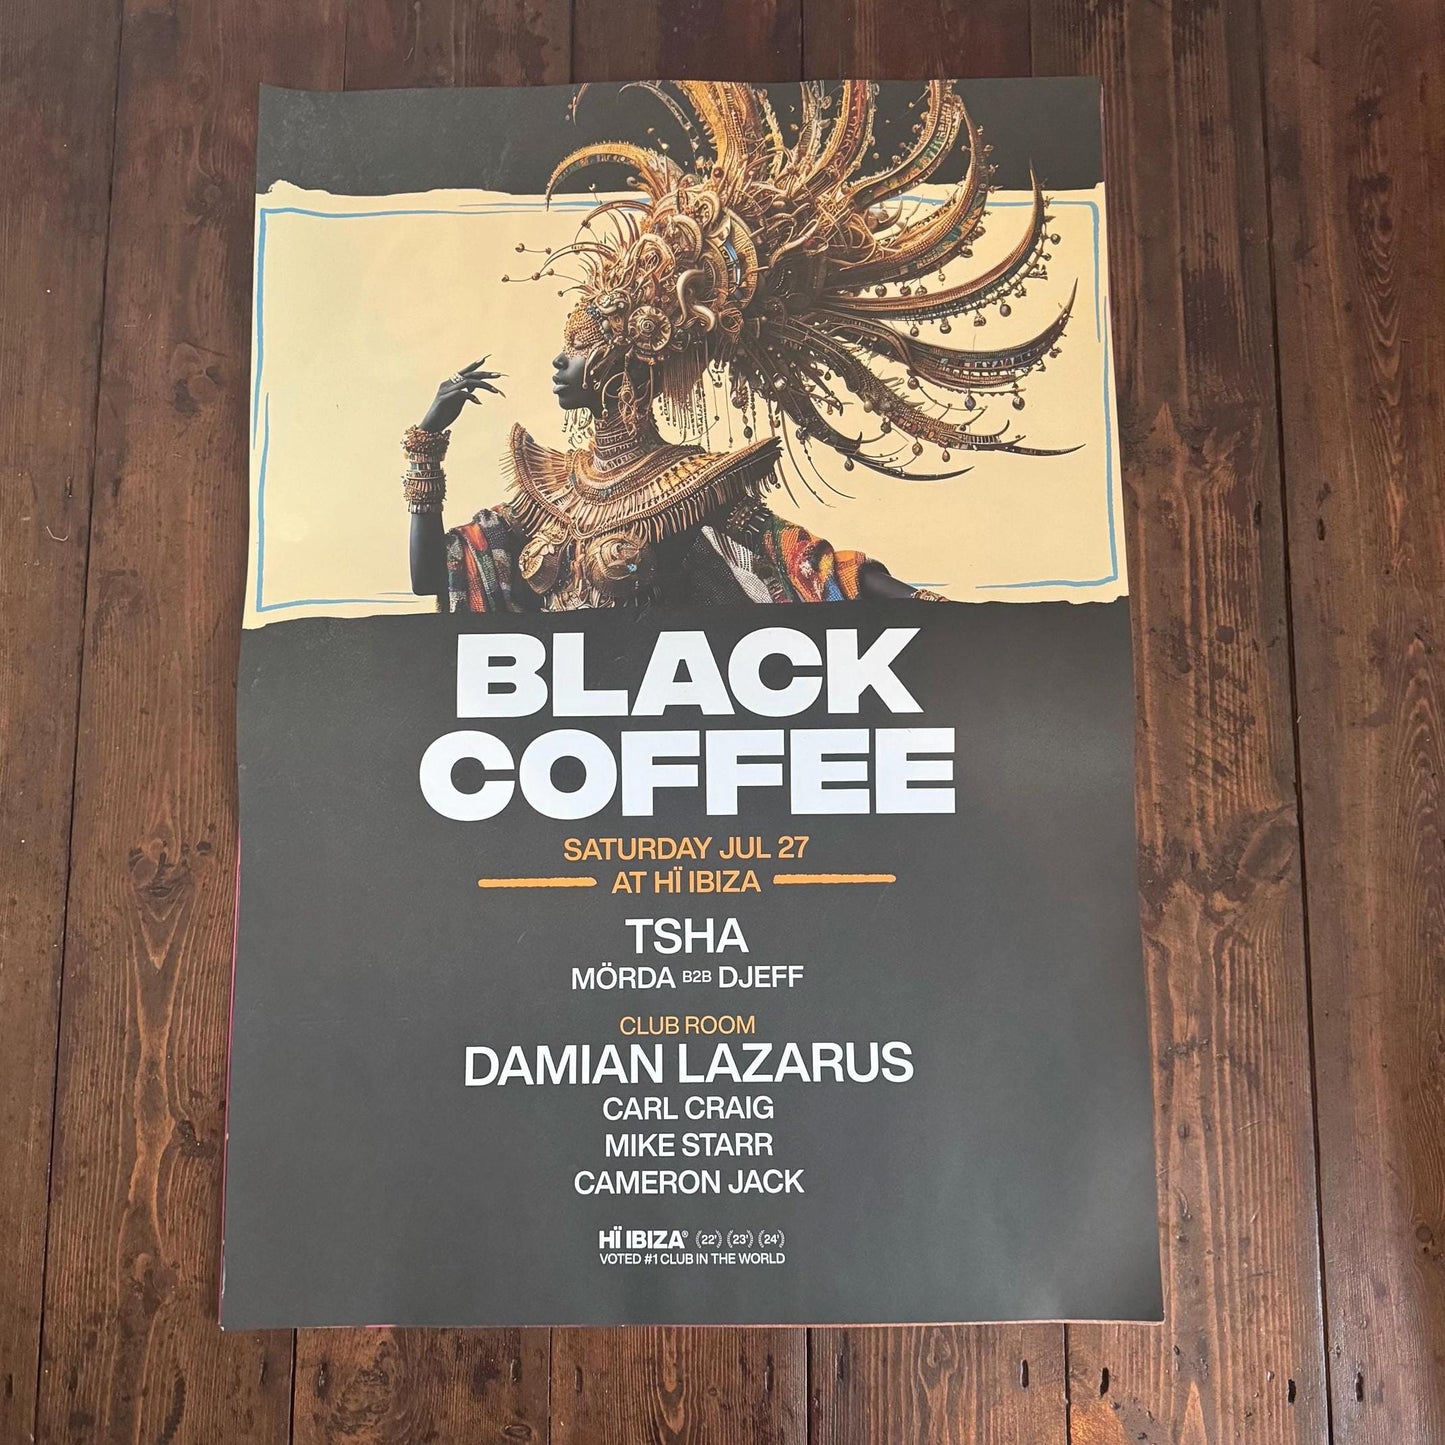 BLACK
COFFEE
SATURDAY JUL 27
AT HÏ IBIZA
TSHA
MÖRDA B2B DJEFF
CLUB ROOM
DAMIAN LAZARUS
CARL CRAIG
MIKE STARR
CAMERON JACK
HÏ IBIZA® 22' 23' 24'
VOTED #1 CLUB IN THE WORLD